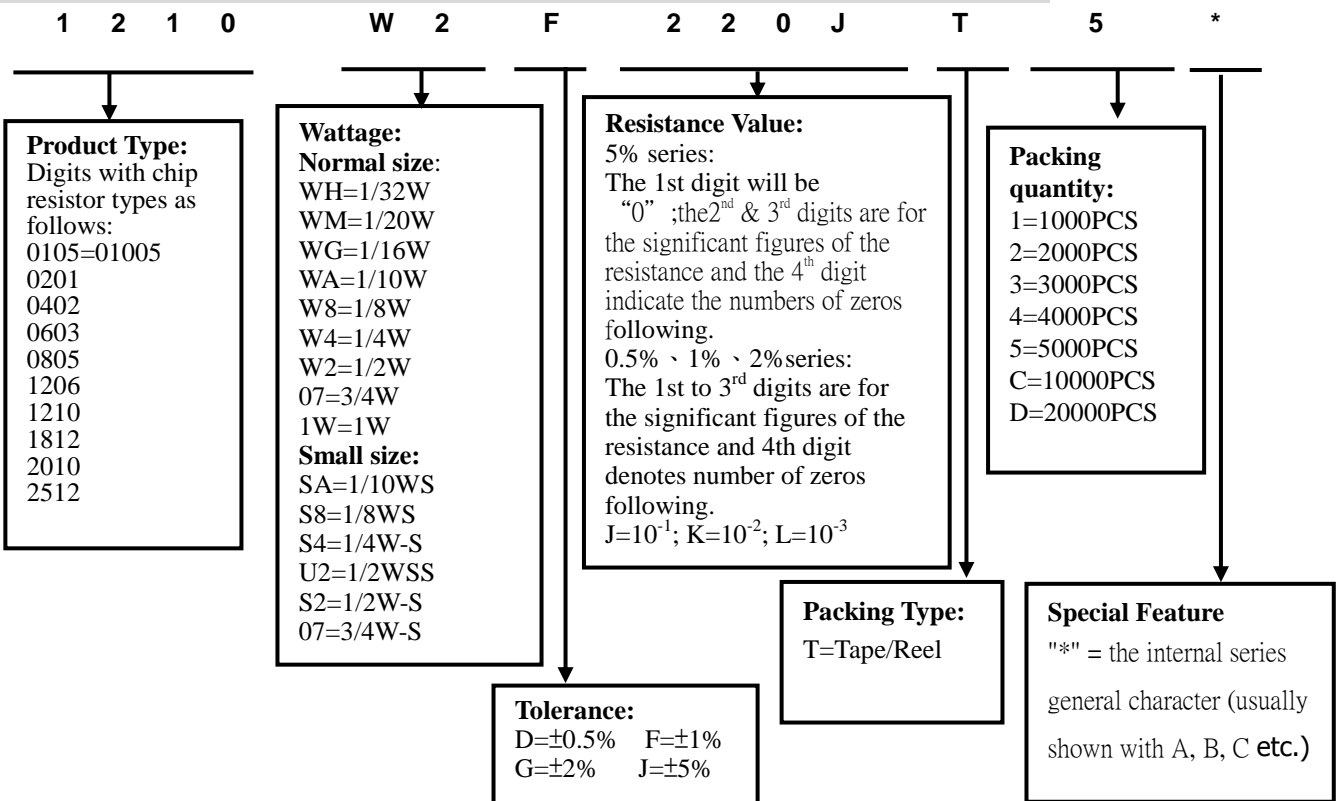 1 2 1 0 W 2 F 2 2 0 J T 5 *
Product Type:
Digits with chip
resistor types as
follows:
0105=01005
0201
0402
0603
0805
1206
1210
1812
2010
2512
Wattage:
Normal size:
WH=1/32W
WM=1/20W
WG=1/16W
WA=1/10W
W8=1/8W
W4=1/4W
W2=1/2W
07=3/4W
1W=1W
Small size:
SA=1/10WS
S8=1/8WS
S4=1/4W-S
U2=1/2WSS
S2=1/2W-S
07=3/4W-S
Tolerance:
D=±0.5% F=±1%
G=±2% J=±5%
Resistance Value:
5% series:
The 1st digit will be
“0” ;the2nd & 3rd digits are for
the significant figures of the
resistance and the 4th digit
indicate the numbers of zeros
following.
0.5%、1%、2%series:
The 1st to 3rd digits are for
the significant figures of the
resistance and 4th digit
denotes number of zeros
following.
J=10-1; K=10-2; L=10-3
Packing Type:
T=Tape/Reel
Packing
quantity:
1=1000PCS
2=2000PCS
3=3000PCS
4=4000PCS
5=5000PCS
C=10000PCS
D=20000PCS
Special Feature
"*" = the internal series
general character (usually
shown with A, B, C etc.)